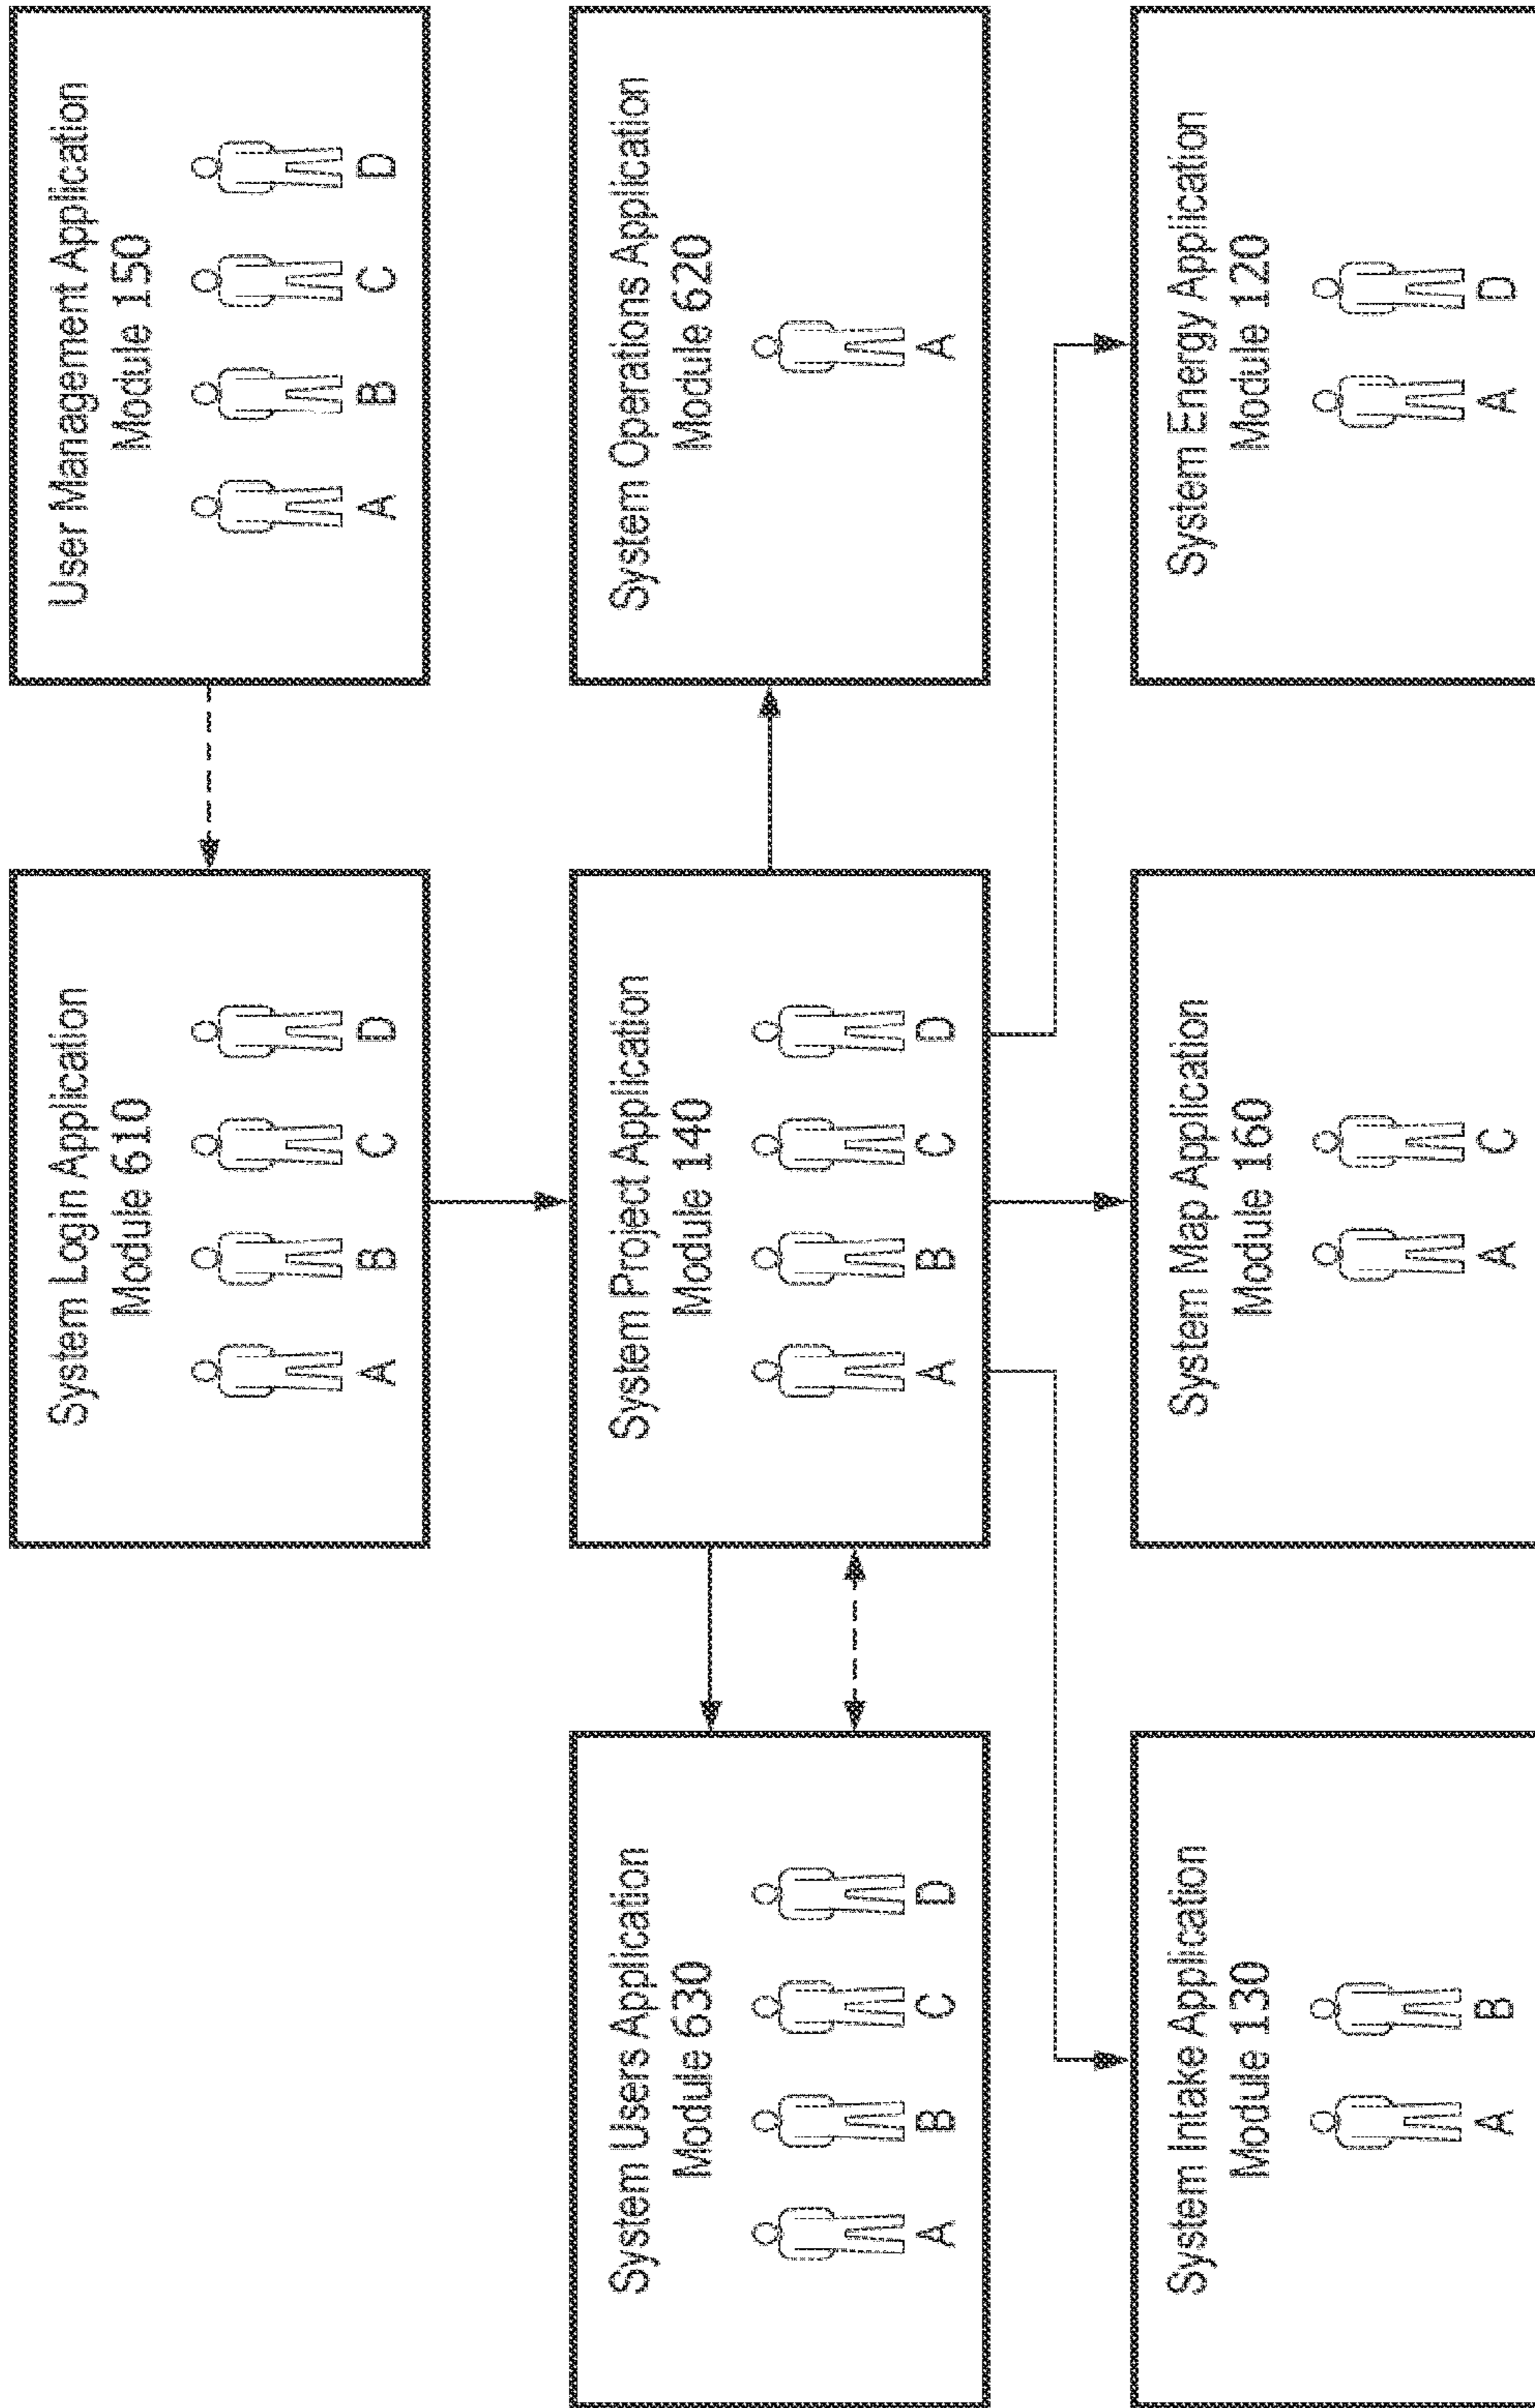 System Login Application
Module 610
A B C D
User Management Application
Module 150
A B C D
System Users Application
Module 630
A B C D
System Project Application
Module 140
A B C D
System Operations Application
Module 620
A
System Intake Application
Module 130
A B
System Map Application
Module 160
A C
System Energy Application
Module 120
A D